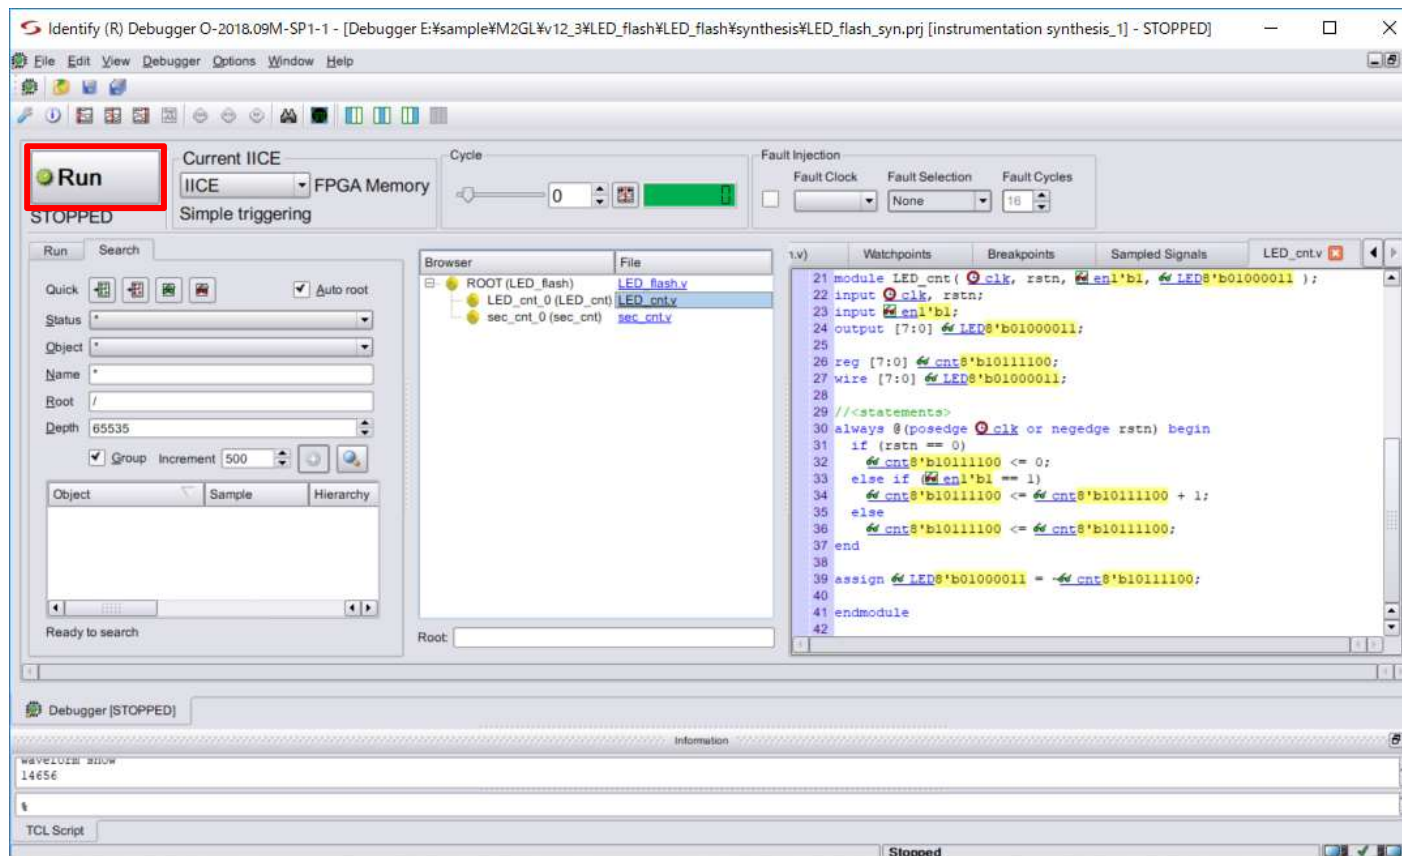 Identify (R) Debugger O-2018.09M-SP1-1 - [Debugger E:¥sample¥M2GL¥v12_3¥LED_flash¥LED_flash¥synthesis¥LED_flash_syn.prj [instrumentation synthesis_1] - STOPPED]
File Edit View Debugger Options Window Help
Run
STOPPED
Current IICE
IICE FPGA Memory
Simple triggering
Cycle
0 0
Fault Injection
Fault Clock Fault Selection Fault Cycles
None 16
Run Search
Quick Auto root
Status *
Object *
Name *
Root /
Depth 65535
Group Increment 500
Object Sample Hierarchy
Ready to search
Browser File
ROOT (LED_flash) LED_flash.v
LED_cnt_0 (LED_cnt) LED_cnt.v
sec_cnt_0 (sec_cnt) sec_cnt.v
Root:
.v) Watchpoints Breakpoints Sampled Signals LED_cnt.v
21 module LED_cnt( clk, rstn, en1'b1, LED8'b01000011 );
22 input clk, rstn;
23 input en1'b1;
24 output [7:0] LED8'b01000011;
25
26 reg [7:0] cnt8'b10111100;
27 wire [7:0] LED8'b01000011;
28
29 //<statements>
30 always @(posedge clk or negedge rstn) begin
31 if (rstn == 0)
32 cnt8'b10111100 <= 0;
33 else if (en1'b1 == 1)
34 cnt8'b10111100 <= cnt8'b10111100 + 1;
35 else
36 cnt8'b10111100 <= cnt8'b10111100;
37 end
38
39 assign LED8'b01000011 = ~cnt8'b10111100;
40
41 endmodule
42
Debugger [STOPPED]
Information
waveform show
14656
%
TCL Script
Stopped